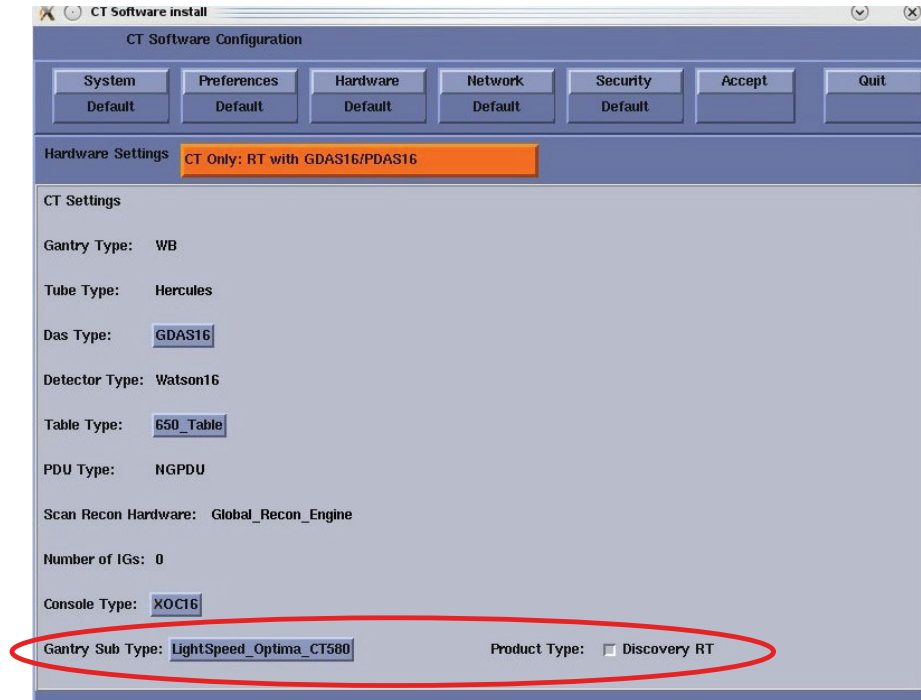 CT Software install
CT Software Configuration
System Preferences Hardware Network Security Accept Quit
Default Default Default Default Default
Hardware Settings CT Only: RT with GDAS16/PDAS16
CT Settings
Gantry Type: WB
Tube Type: Hercules
Das Type: GDAS16
Detector Type: Watson16
Table Type: 650_Table
PDU Type: NGPDU
Scan Recon Hardware: Global_Recon_Engine
Number of IGs: 0
Console Type: XOC16
Gantry Sub Type: LightSpeed_Optima_CT580 Product Type: Discovery RT